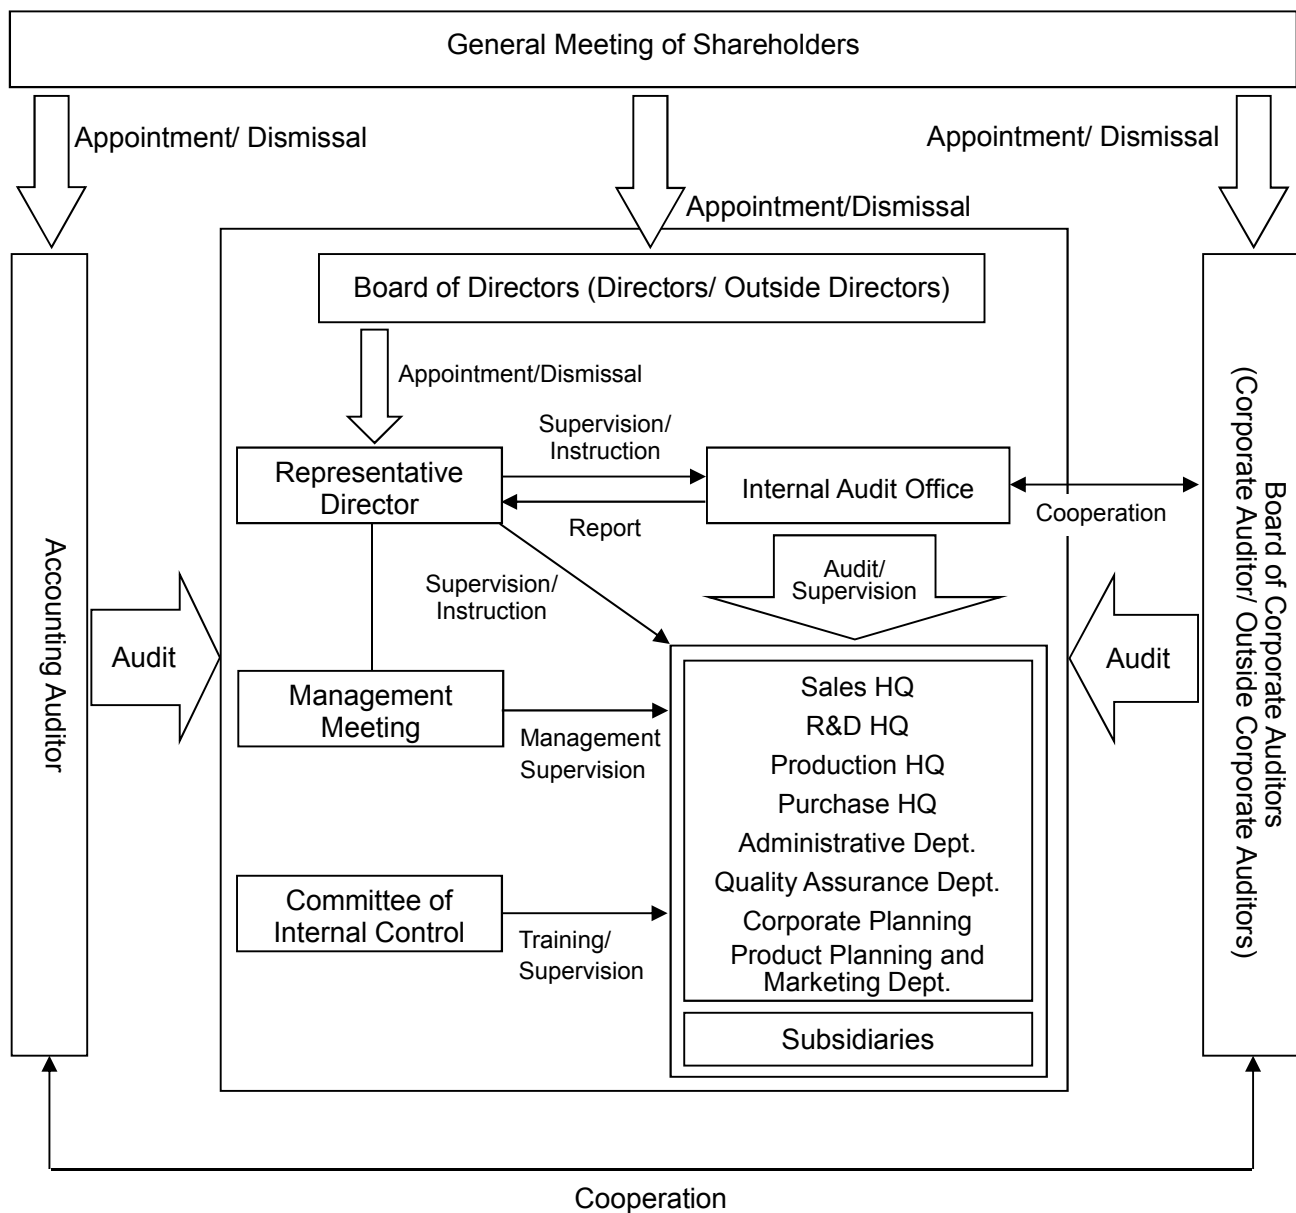 General Meeting of Shareholders
Appointment/ Dismissal
Appointment/ Dismissal
Appointment/Dismissal
Board of Directors (Directors/ Outside Directors)
Appointment/Dismissal
Supervision/
Instruction
Representative
Director
Internal Audit Office
Report
Cooperation
Supervision/
Instruction
Audit/
Supervision
Accounting Auditor
Audit
Audit
Board of Corporate Auditors
(Corporate Auditor/ Outside Corporate Auditors)
Management
Meeting
Management
Supervision
Sales HQ
R&D HQ
Production HQ
Purchase HQ
Administrative Dept.
Quality Assurance Dept.
Corporate Planning
Product Planning and
Marketing Dept.
Committee of
Internal Control
Training/
Supervision
Subsidiaries
Cooperation